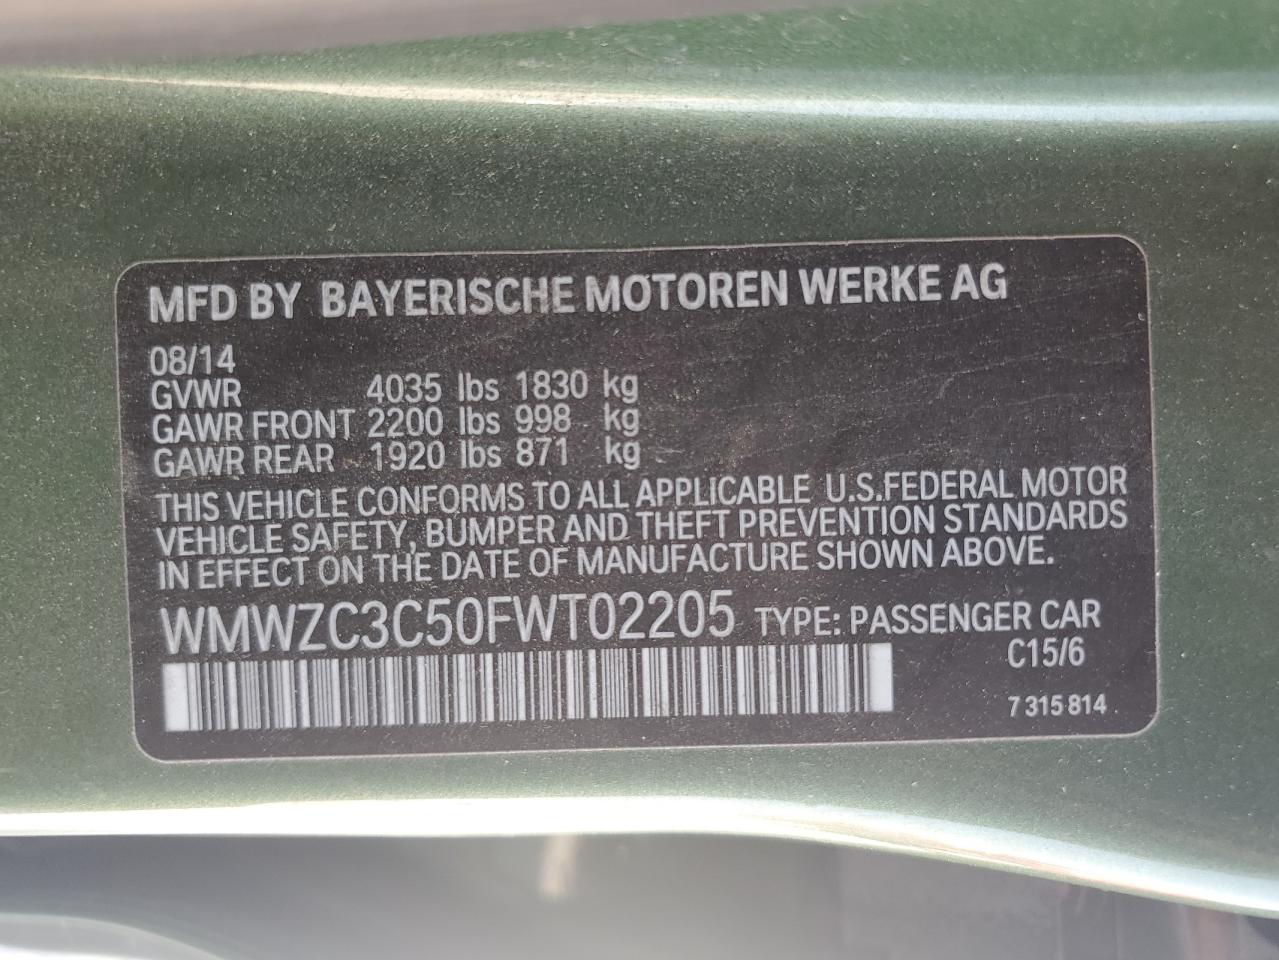 MFD BY BAYERISCHE MOTOREN WERKE AG
08/14
GVWR 4035 lbs 1830 kg
GAWR FRONT 2200 lbs 998 kg
GAWR REAR 1920 lbs 871 kg
THIS VEHICLE CONFORMS TO ALL APPLICABLE U.S.FEDERAL MOTOR
VEHICLE SAFETY, BUMPER AND THEFT PREVENTION STANDARDS
IN EFFECT ON THE DATE OF MANUFACTURE SHOWN ABOVE.
WMWZC3C50FWT02205 TYPE: PASSENGER CAR
C15/6
7 315 814